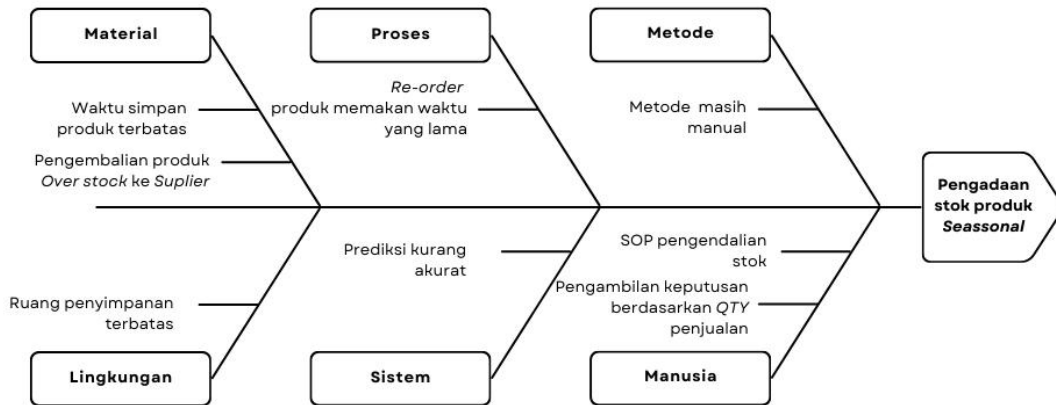 Material
Proses
Metode
Waktu simpan
produk terbatas
Pengembalian produk
Over stock ke Suplier
Re-order
produk memakan waktu
yang lama
Metode masih
manual
Pengadaan
stok produk
Seassonal
Ruang penyimpanan
terbatas
Prediksi kurang
akurat
SOP pengendalian
stok
Pengambilan keputusan
berdasarkan QTY
penjualan
Lingkungan
Sistem
Manusia